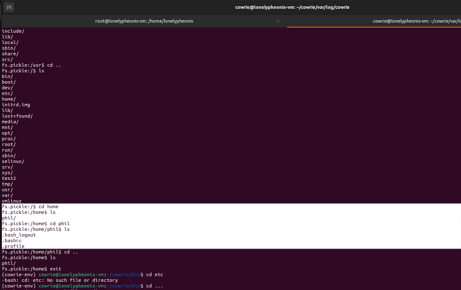 cowrie@lonelypheonix-vm: ~/cowrie/var/log/cowrie
root@lonelypheonix-vm: /home/lonelypheonix
cowrie@lonelypheonix-vm: ~/cowrie/var/lo
include/
lib/
local/
sbin/
share/
src/
fs.pickle:/usr$ cd ..
fs.pickle:/$ ls
bin/
boot/
dev/
etc/
home/
initrd.img
lib/
lost+found/
media/
mnt/
opt/
proc/
root/
run/
sbin/
selinux/
srv/
sys/
test2
tmp/
usr/
var/
vmlinuz
fs.pickle:/$ cd home
fs.pickle:/home$ ls
phil/
fs.pickle:/home$ cd phil
fs.pickle:/home/phil$ ls
.bash_logout
.bashrc
.profile
fs.pickle:/home/phil$ cd ..
fs.pickle:/home$ ls
phil/
fs.pickle:/home$ exit
(cowrie-env) cowrie@lonelypheonix-vm:~/cowrie/bin$ cd etc
-bash: cd: etc: No such file or directory
(cowrie-env) cowrie@lonelypheonix-vm:~/cowrie/bin$ cd ...